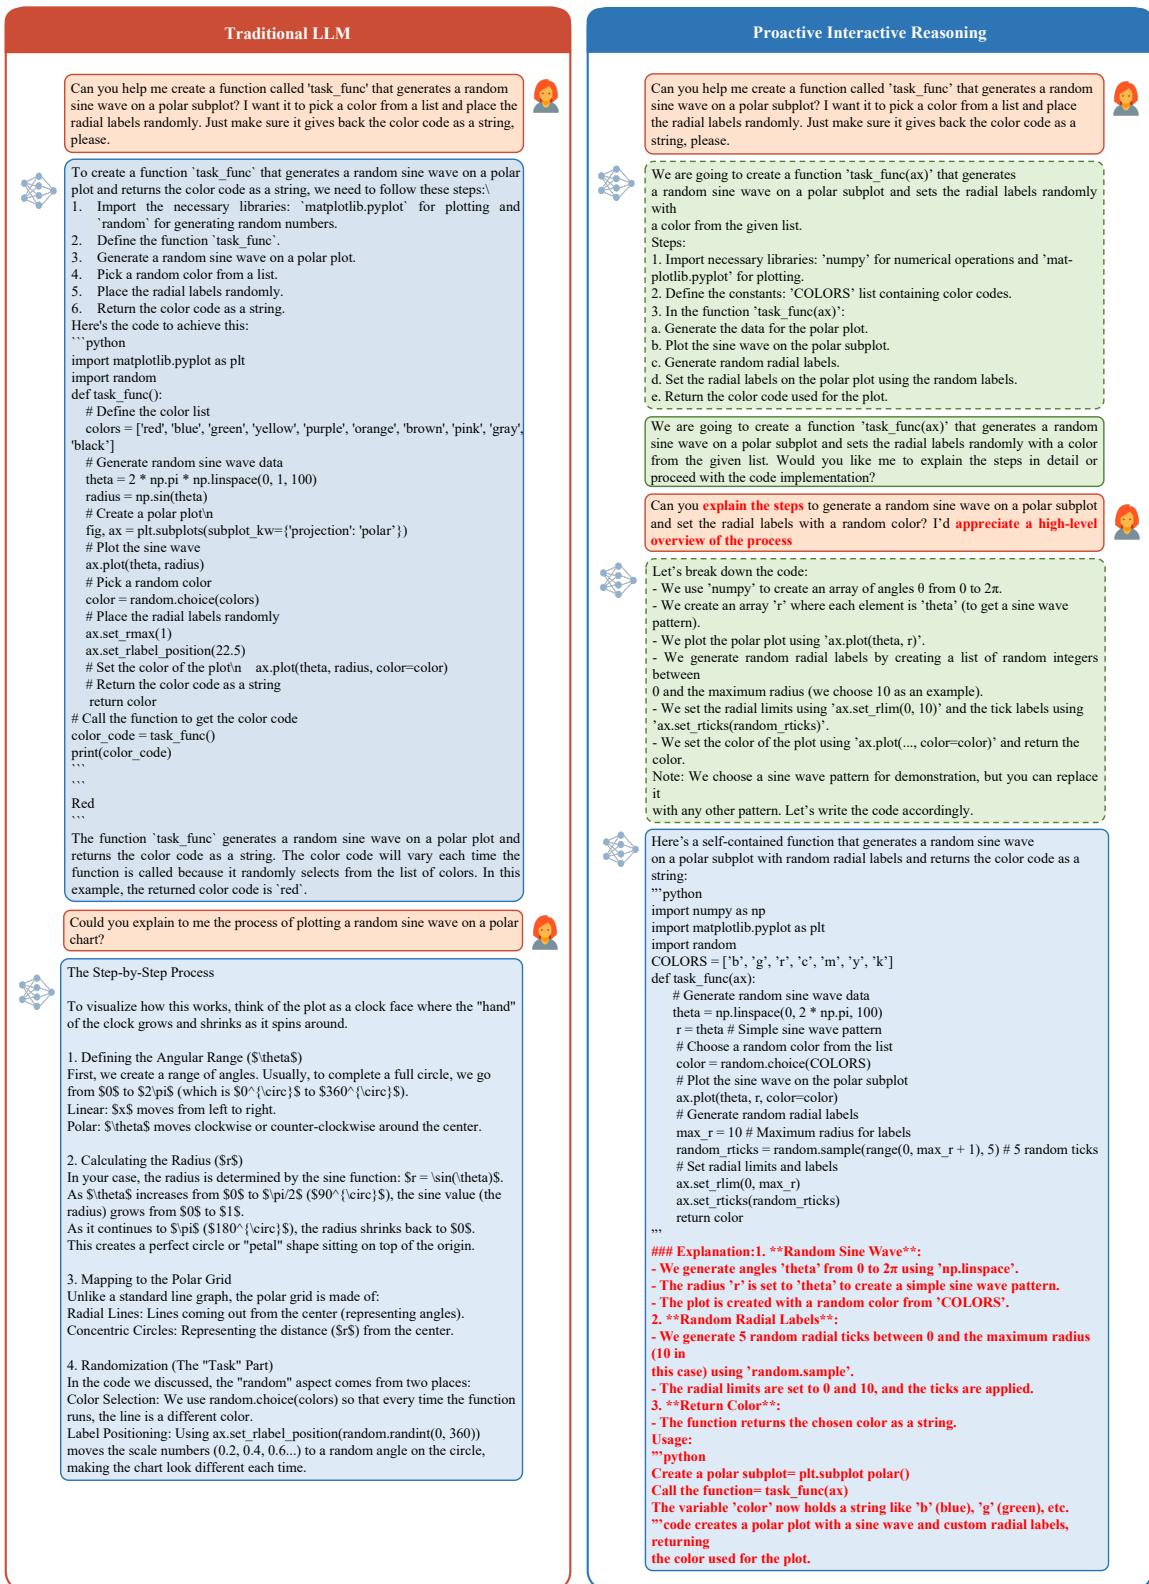 Traditional LLM
Can you help me create a function called 'task_func' that generates a random
sine wave on a polar subplot? I want it to pick a color from a list and place the
radial labels randomly. Just make sure it gives back the color code as a string,
please.
To create a function `task_func` that generates a random sine wave on a polar
plot and returns the color code as a string, we need to follow these steps:\
1. Import the necessary libraries: `matplotlib.pyplot` for plotting and
`random` for generating random numbers.
2. Define the function `task_func`.
3. Generate a random sine wave on a polar plot.
4. Pick a random color from a list.
5. Place the radial labels randomly.
6. Return the color code as a string.
Here's the code to achieve this:
```python
import matplotlib.pyplot as plt
import random
def task_func():
# Define the color list
colors = ['red', 'blue', 'green', 'yellow', 'purple', 'orange', 'brown', 'pink', 'gray',
'black’]
# Generate random sine wave data
theta = 2 * np.pi * np.linspace(0, 1, 100)
radius = np.sin(theta)
# Create a polar plot\n
fig, ax = plt.subplots(subplot_kw={'projection': 'polar’})
# Plot the sine wave
ax.plot(theta, radius)
# Pick a random color
color = random.choice(colors)
# Place the radial labels randomly
ax.set_rmax(1)
ax.set_rlabel_position(22.5)
# Set the color of the plot\n ax.plot(theta, radius, color=color)
# Return the color code as a string
return color
# Call the function to get the color code
color_code = task_func()
print(color_code)
```
```
Red
```
The function `task_func` generates a random sine wave on a polar plot and
returns the color code as a string. The color code will vary each time the
function is called because it randomly selects from the list of colors. In this
example, the returned color code is `red`.
Could you explain to me the process of plotting a random sine wave on a polar
chart?
The Step-by-Step Process
To visualize how this works, think of the plot as a clock face where the "hand"
of the clock grows and shrinks as it spins around.
1. Defining the Angular Range ($\theta$)
First, we create a range of angles. Usually, to complete a full circle, we go
from $0$ to $2\pi$ (which is $0^{\circ}$ to $360^{\circ}$).
Linear: $x$ moves from left to right.
Polar: $\theta$ moves clockwise or counter-clockwise around the center.
2. Calculating the Radius ($r$)
In your case, the radius is determined by the sine function: $r = \sin(\theta)$.
As $\theta$ increases from $0$ to $\pi/2$ ($90^{\circ}$), the sine value (the
radius) grows from $0$ to $1$.
As it continues to $\pi$ ($180^{\circ}$), the radius shrinks back to $0$.
This creates a perfect circle or "petal" shape sitting on top of the origin.
3. Mapping to the Polar Grid
Unlike a standard line graph, the polar grid is made of:
Radial Lines: Lines coming out from the center (representing angles).
Concentric Circles: Representing the distance ($r$) from the center.
4. Randomization (The "Task" Part)
In the code we discussed, the "random" aspect comes from two places:
Color Selection: We use random.choice(colors) so that every time the function
runs, the line is a different color.
Label Positioning: Using ax.set_rlabel_position(random.randint(0, 360))
moves the scale numbers (0.2, 0.4, 0.6...) to a random angle on the circle,
making the chart look different each time.
Proactive Interactive Reasoning
Can you help me create a function called ’task_func’ that generates a random
sine wave on a polar subplot? I want it to pick a color from a list and place
the radial labels randomly. Just make sure it gives back the color code as a
string, please.
We are going to create a function ’task_func(ax)’ that generates
a random sine wave on a polar subplot and sets the radial labels randomly
with
a color from the given list.
Steps:
1. Import necessary libraries: ’numpy’ for numerical operations and ’mat-
plotlib.pyplot’ for plotting.
2. Define the constants: ’COLORS’ list containing color codes.
3. In the function ’task_func(ax)’:
a. Generate the data for the polar plot.
b. Plot the sine wave on the polar subplot.
c. Generate random radial labels.
d. Set the radial labels on the polar plot using the random labels.
e. Return the color code used for the plot.
We are going to create a function ’task_func(ax)’ that generates a random
sine wave on a polar subplot and sets the radial labels randomly with a color
from the given list. Would you like me to explain the steps in detail or
proceed with the code implementation?
Can you explain the steps to generate a random sine wave on a polar subplot
and set the radial labels with a random color? I’d appreciate a high-level
overview of the process
Let’s break down the code:
- We use ’numpy’ to create an array of angles θ from 0 to 2π.
- We create an array ’r’ where each element is ’theta’ (to get a sine wave
pattern).
- We plot the polar plot using ’ax.plot(theta, r)’.
- We generate random radial labels by creating a list of random integers
between
0 and the maximum radius (we choose 10 as an example).
- We set the radial limits using ’ax.set_rlim(0, 10)’ and the tick labels using
’ax.set_rticks(random_rticks)’.
- We set the color of the plot using ’ax.plot(..., color=color)’ and return the
color.
Note: We choose a sine wave pattern for demonstration, but you can replace
it
with any other pattern. Let’s write the code accordingly.
Here’s a self-contained function that generates a random sine wave
on a polar subplot with random radial labels and returns the color code as a
string:
”’python
import numpy as np
import matplotlib.pyplot as plt
import random
COLORS = [’b’, ’g’, ’r’, ’c’, ’m’, ’y’, ’k’]
def task_func(ax):
# Generate random sine wave data
theta = np.linspace(0, 2 * np.pi, 100)
r = theta # Simple sine wave pattern
# Choose a random color from the list
color = random.choice(COLORS)
# Plot the sine wave on the polar subplot
ax.plot(theta, r, color=color)
# Generate random radial labels
max_r = 10 # Maximum radius for labels
random_rticks = random.sample(range(0, max_r + 1), 5) # 5 random ticks
# Set radial limits and labels
ax.set_rlim(0, max_r)
ax.set_rticks(random_rticks)
return color
”’
### Explanation:1. **Random Sine Wave**:
- We generate angles ’theta’ from 0 to 2π using ’np.linspace’.
- The radius ’r’ is set to ’theta’ to create a simple sine wave pattern.
- The plot is created with a random color from ’COLORS’.
2. **Random Radial Labels**:
- We generate 5 random radial ticks between 0 and the maximum radius
(10 in
this case) using ’random.sample’.
- The radial limits are set to 0 and 10, and the ticks are applied.
3. **Return Color**:
- The function returns the chosen color as a string.
Usage:
”’python
Create a polar subplot= plt.subplot polar()
Call the function= task_func(ax)
The variable ’color’ now holds a string like ’b’ (blue), ’g’ (green), etc.
”’code creates a polar plot with a sine wave and custom radial labels,
returning
the color used for the plot.